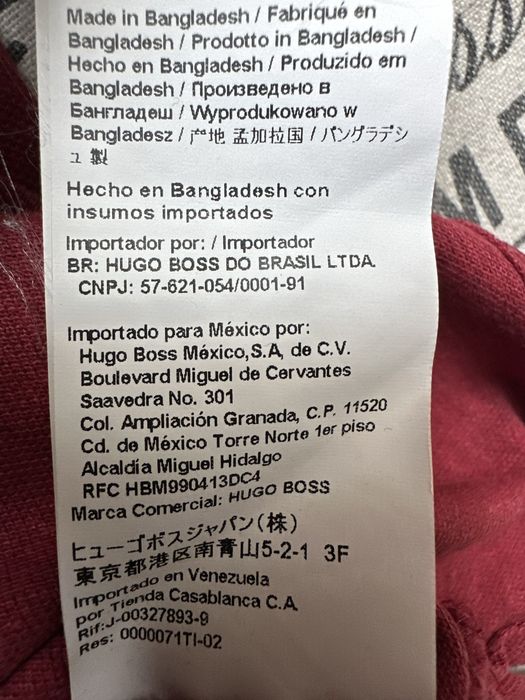 Made in Bangladesh / Fabriqué en
Bangladesh / Prodotto in Bangladesh /
Hecho en Bangladesh / Produzido em
Bangladesh / Произведено в
Бангладеш / Wyprodukowano w
Bangladesz / 产地 孟加拉国 / バングラデシ
ュ 製
Hecho en Bangladesh con
insumos importados
Importador por: / Importador
BR: HUGO BOSS DO BRASIL LTDA.
CNPJ: 57-621-054/0001-91
Importado para México por:
Hugo Boss México,S.A, de C.V.
Boulevard Miguel de Cervantes
Saavedra No. 301
Col. Ampliación Granada, C.P. 11520
Cd. de México Torre Norte 1er piso
Alcaldía Miguel Hidalgo
RFC HBM990413DC4
Marca Comercial: HUGO BOSS
ヒューゴボスジャパン(株)
東京都港区南青山5-2-1 3F
Importado en Venezuela
por Tienda Casablanca C.A.
Rif:J-00327893-9
Res: 0000071TI-02